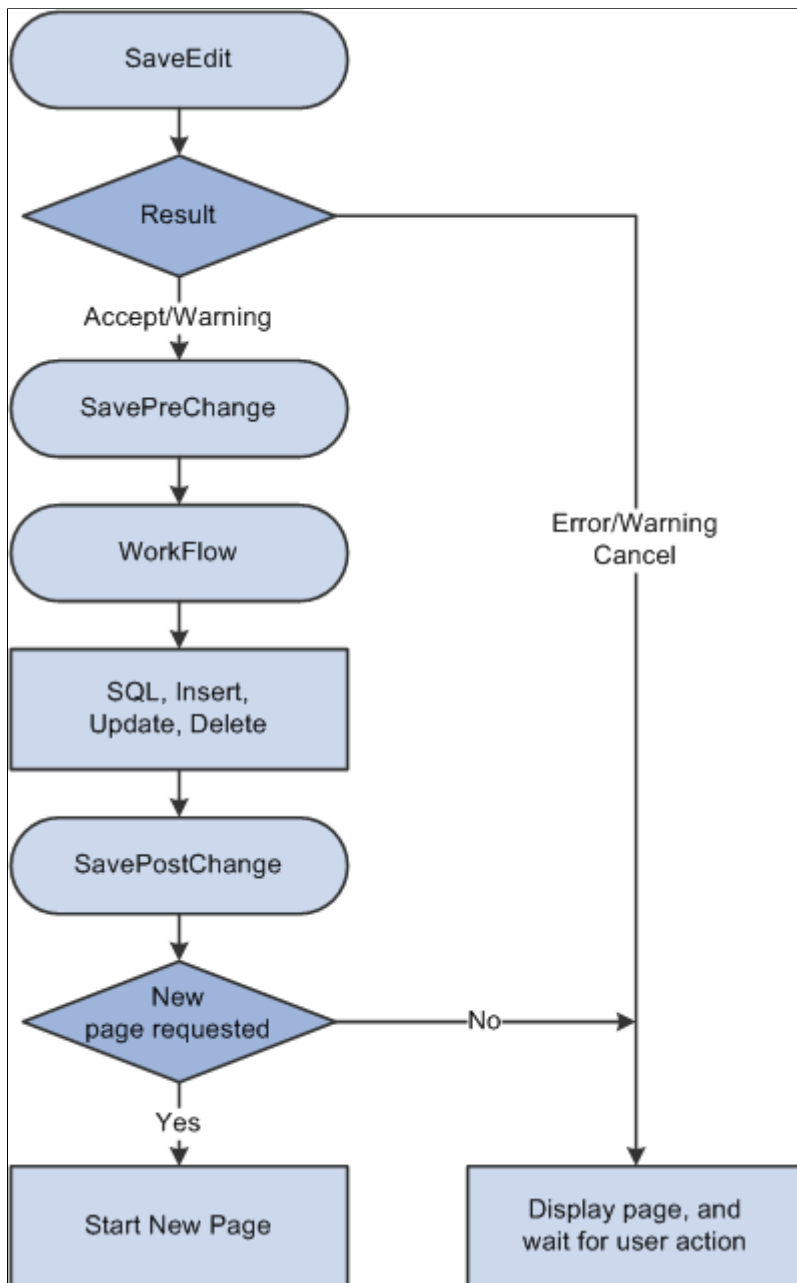 SaveEdit
Result
Accept/Warning
SavePreChange
Error/Warning
Cancel
WorkFlow
SQL, Insert,
Update, Delete
SavePostChange
New
page requested
No
Yes
Start New Page
Display page, and
wait for user action